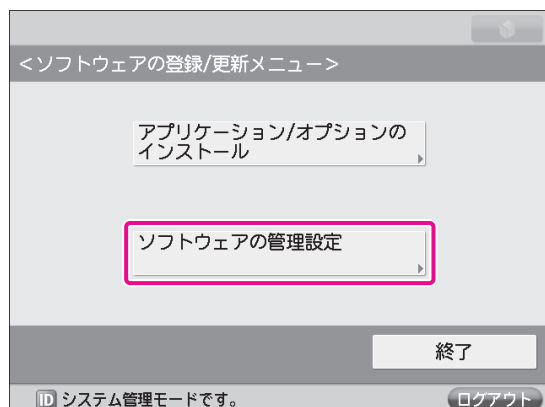 <ソフトウェアの登録/更新メニュー>
アプリケーション/オプションの
インストール
ソフトウェアの管理設定
終了
ID システム管理モードです。
ログアウト